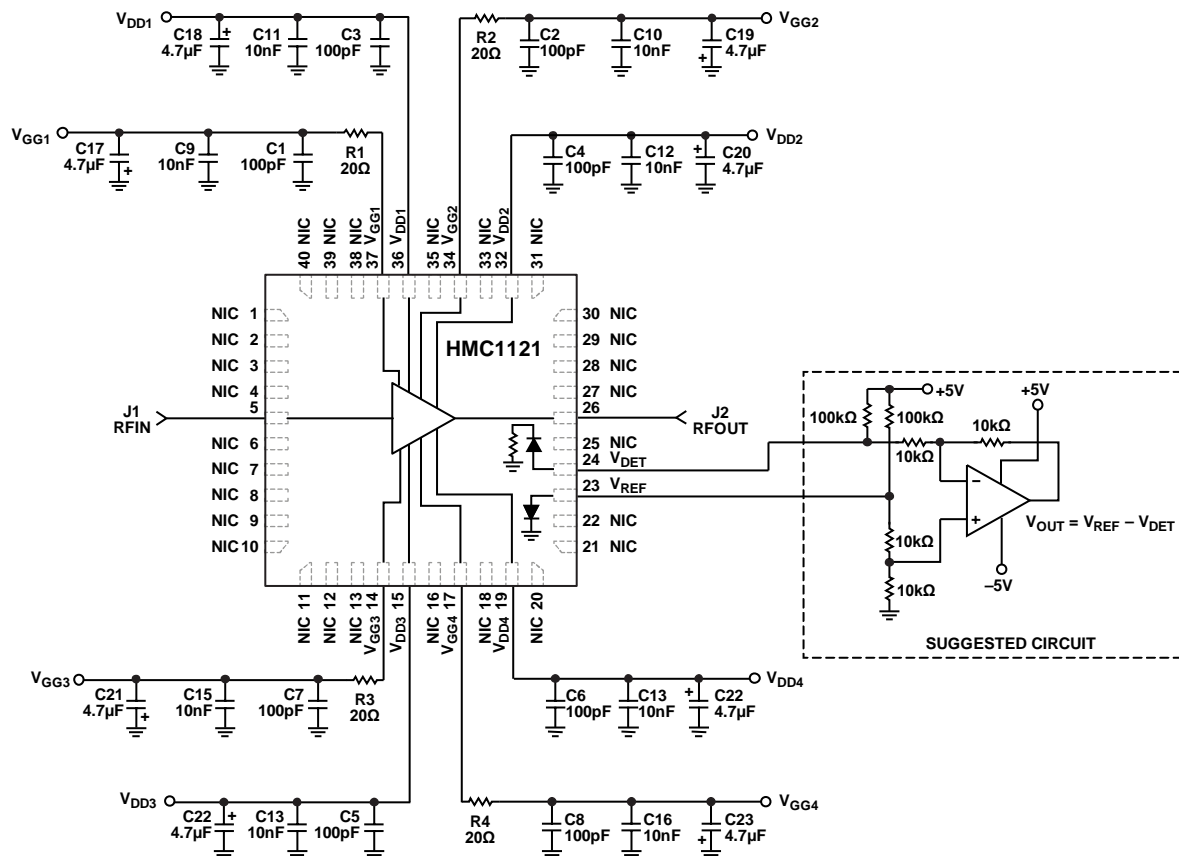 VDD1
C18
4.7µF
+
C11
10nF
C3
100pF
R2
20Ω
C2
100pF
C10
10nF
C19
4.7µF
+
VGG2
VGG1
C17
4.7µF
+
C9
10nF
C1
100pF
R1
20Ω
C4
100pF
C12
10nF
+
C20
4.7µF
VDD2
40 NIC
39 NIC
38 NIC
37 VGG1
36 VDD1
35 NIC
34 VGG2
33 NIC
32 VDD2
31 NIC
NIC 1
NIC 2
NIC 3
NIC 4
5
NIC 6
NIC 7
NIC 8
NIC 9
NIC 10
J1
RFIN
HMC1121
30 NIC
29 NIC
28 NIC
27 NIC
26
25 NIC
24 VDET
23 VREF
22 NIC
21 NIC
J2
RFOUT
+5V
+5V
100kΩ
100kΩ
10kΩ
10kΩ
−
+
VOUT = VREF – VDET
10kΩ
10kΩ
–5V
SUGGESTED CIRCUIT
NIC 11
NIC 12
NIC 13
VGG3 14
VDD3 15
NIC 16
VGG4 17
NIC 18
VDD4 19
NIC 20
VGG3
C21
4.7µF
+
C15
10nF
C7
100pF
R3
20Ω
C6
100pF
C13
10nF
+
C22
4.7µF
VDD4
VDD3
C22
4.7µF
+
C13
10nF
C5
100pF
R4
20Ω
C8
100pF
C16
10nF
C23
4.7µF
+
VGG4